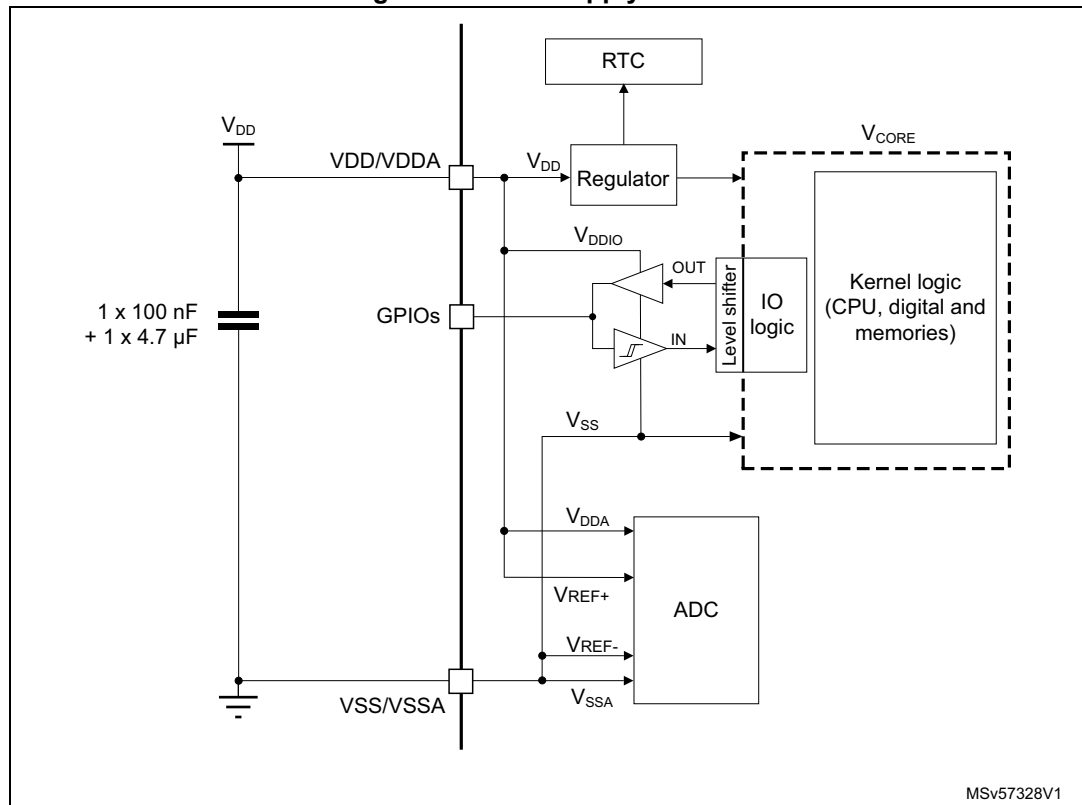 RTC
VDD
VCORE
VDD/VDDA
VDD
Regulator
VDDIO
OUT
1 x 100 nF
+ 1 x 4.7 µF
GPIOs
Level shifter
IO
logic
Kernel logic
(CPU, digital and
memories)
IN
VSS
VDDA
VREF+
ADC
VREF-
VSS/VSSA
VSSA
MSv57328V1